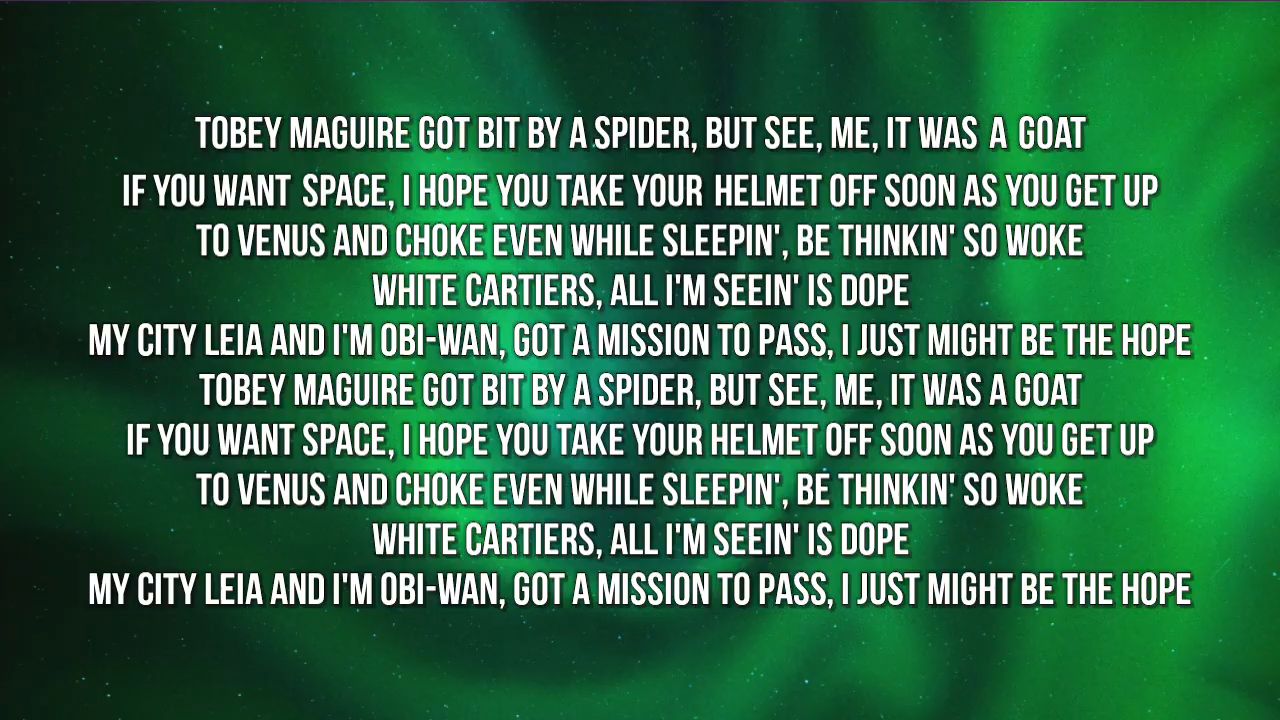 TOBEY MAGUIRE GOT BIT BY A SPIDER, BUT SEE, ME, IT WAS A GOAT
IF YOU WANT SPACE, I HOPE YOU TAKE YOUR HELMET OFF SOON AS YOU GET UP
TO VENUS AND CHOKE EVEN WHILE SLEEPIN', BE THINKIN' SO WOKE
WHITE CARTIERS, ALL I'M SEEIN' IS DOPE
MY CITY LEIA AND I'M OBI-WAN, GOT A MISSION TO PASS, I JUST MIGHT BE THE HOPE
TOBEY MAGUIRE GOT BIT BY A SPIDER, BUT SEE, ME, IT WAS A GOAT
IF YOU WANT SPACE, I HOPE YOU TAKE YOUR HELMET OFF SOON AS YOU GET UP
TO VENUS AND CHOKE EVEN WHILE SLEEPIN', BE THINKIN' SO WOKE
WHITE CARTIERS, ALL I'M SEEIN' IS DOPE
MY CITY LEIA AND I'M OBI-WAN, GOT A MISSION TO PASS, I JUST MIGHT BE THE HOPE